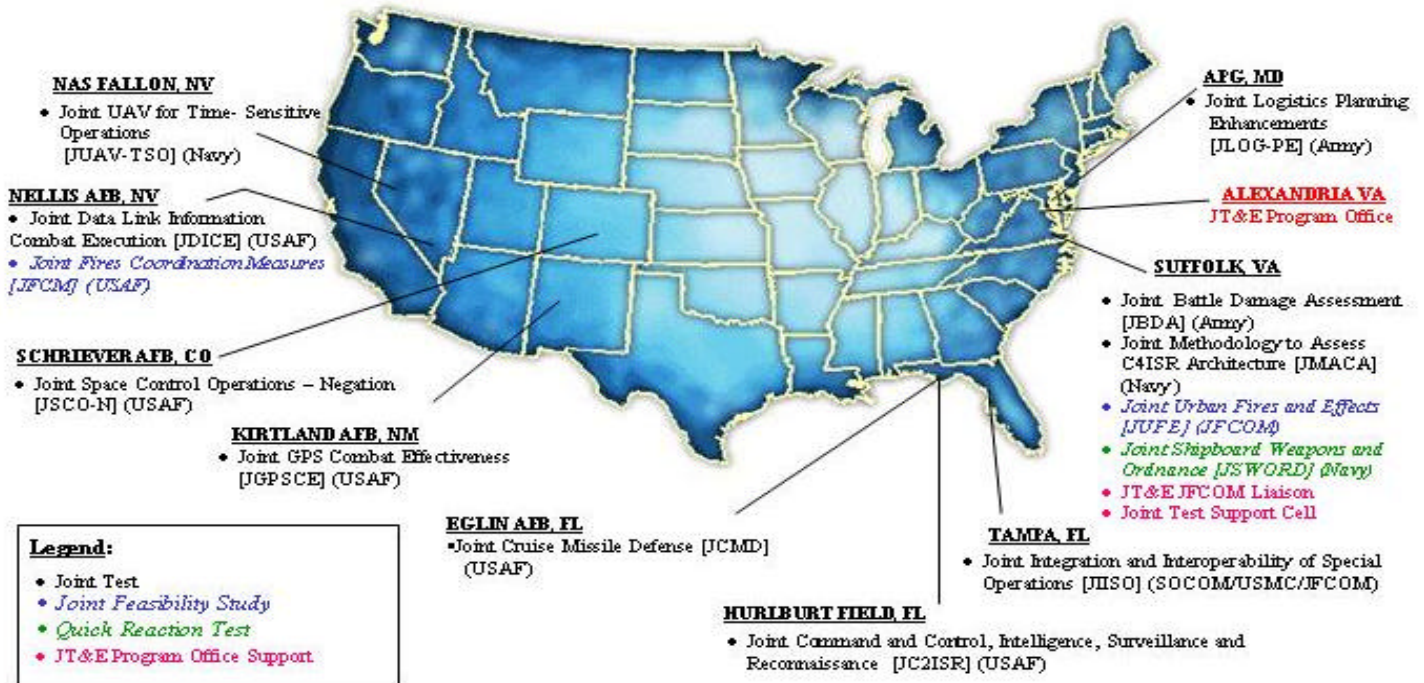 NAS FALLON, NV
• Joint UAV for Time- Sensitive
Operations
[JUAV-TSO] (Navy)
NELLIS AFB, NV
• Joint Data Link Information
Combat Execution [JDICE] (USAF)
• Joint Fires Coordination Measures
[JFCM] (USAF)
SCHRIEVER AFB, CO
• Joint Space Control Operations – Negation
[JSCO-N] (USAF)
KIRTLAND AFB, NM
• Joint GPS Combat Effectiveness
[JGPSCE] (USAF)
EGLIN AFB, FL
•Joint Cruise Missile Defense [JCMD]
(USAF)
HURLBURT FIELD, FL
• Joint Command and Control, Intelligence, Surveillance and
Reconnaissance [JC2ISR] (USAF)
TAMPA, FL
• Joint Integration and Interoperability of Special
Operations [JIISO] (SOCOM/USMC/JFCOM)
APG, MD
• Joint Logistics Planning
Enhancements
[JLOG-PE] (Army)
ALEXANDRIA VA
JT&E Program Office
SUFFOLK, VA
• Joint Battle Damage Assessment
[JBDA] (Army)
• Joint Methodology to Assess
C4ISR Architecture [JMACA]
(Navy)
• Joint Urban Fires and Effects
[JUFE] (JFCOM)
• Joint Shipboard Weapons and
Ordnance [JSWORD] (Navy)
• JT&E JFCOM Liaison
• Joint Test Support Cell
Legend:
• Joint Test
• Joint Feasibility Study
• Quick Reaction Test
• JT&E Program Office Support